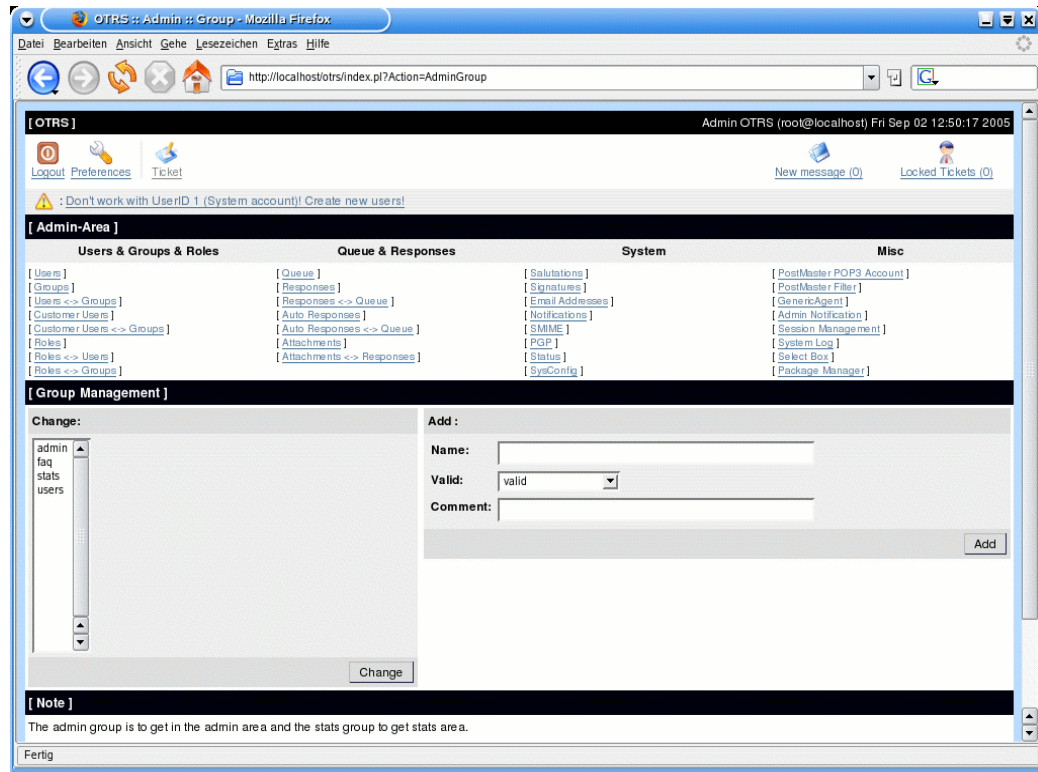 OTRS :: Admin :: Group - Mozilla Firefox
Datei Bearbeiten Ansicht Gehe Lesezeichen Extras Hilfe
http://localhost/otrs/index.pl?Action=AdminGroup
G
[ OTRS ] Admin OTRS (root@localhost) Fri Sep 02 12:50:17 2005
Logout Preferences Ticket New message (0) Locked Tickets (0)
: Don't work with UserID 1 (System account)! Create new users!
[ Admin-Area ]
Users & Groups & Roles Queue & Responses System Misc
[ Users ] [ Queue ] [ Salutations ] [ PostMaster POP3 Account ]
[ Groups ] [ Responses ] [ Signatures ] [ PostMaster Filter ]
[ Users <-> Groups ] [ Responses <-> Queue ] [ Email Addresses ] [ GenericAgent ]
[ Customer Users ] [ Auto Responses ] [ Notifications ] [ Admin Notification ]
[ Customer Users <-> Groups ] [ Auto Responses <-> Queue ] [ SMIME ] [ Session Management ]
[ Roles ] [ Attachments ] [ PGP ] [ System Log ]
[ Roles <-> Users ] [ Attachments <-> Responses ] [ Status ] [ Select Box ]
[ Roles <-> Groups ] [ SysConfig ] [ Package Manager ]
[ Group Management ]
Change: Add :
admin
faq
stats
users
Name:
Valid: valid
Comment:
Add
Change
[ Note ]
The admin group is to get in the admin area and the stats group to get stats area.
Fertig